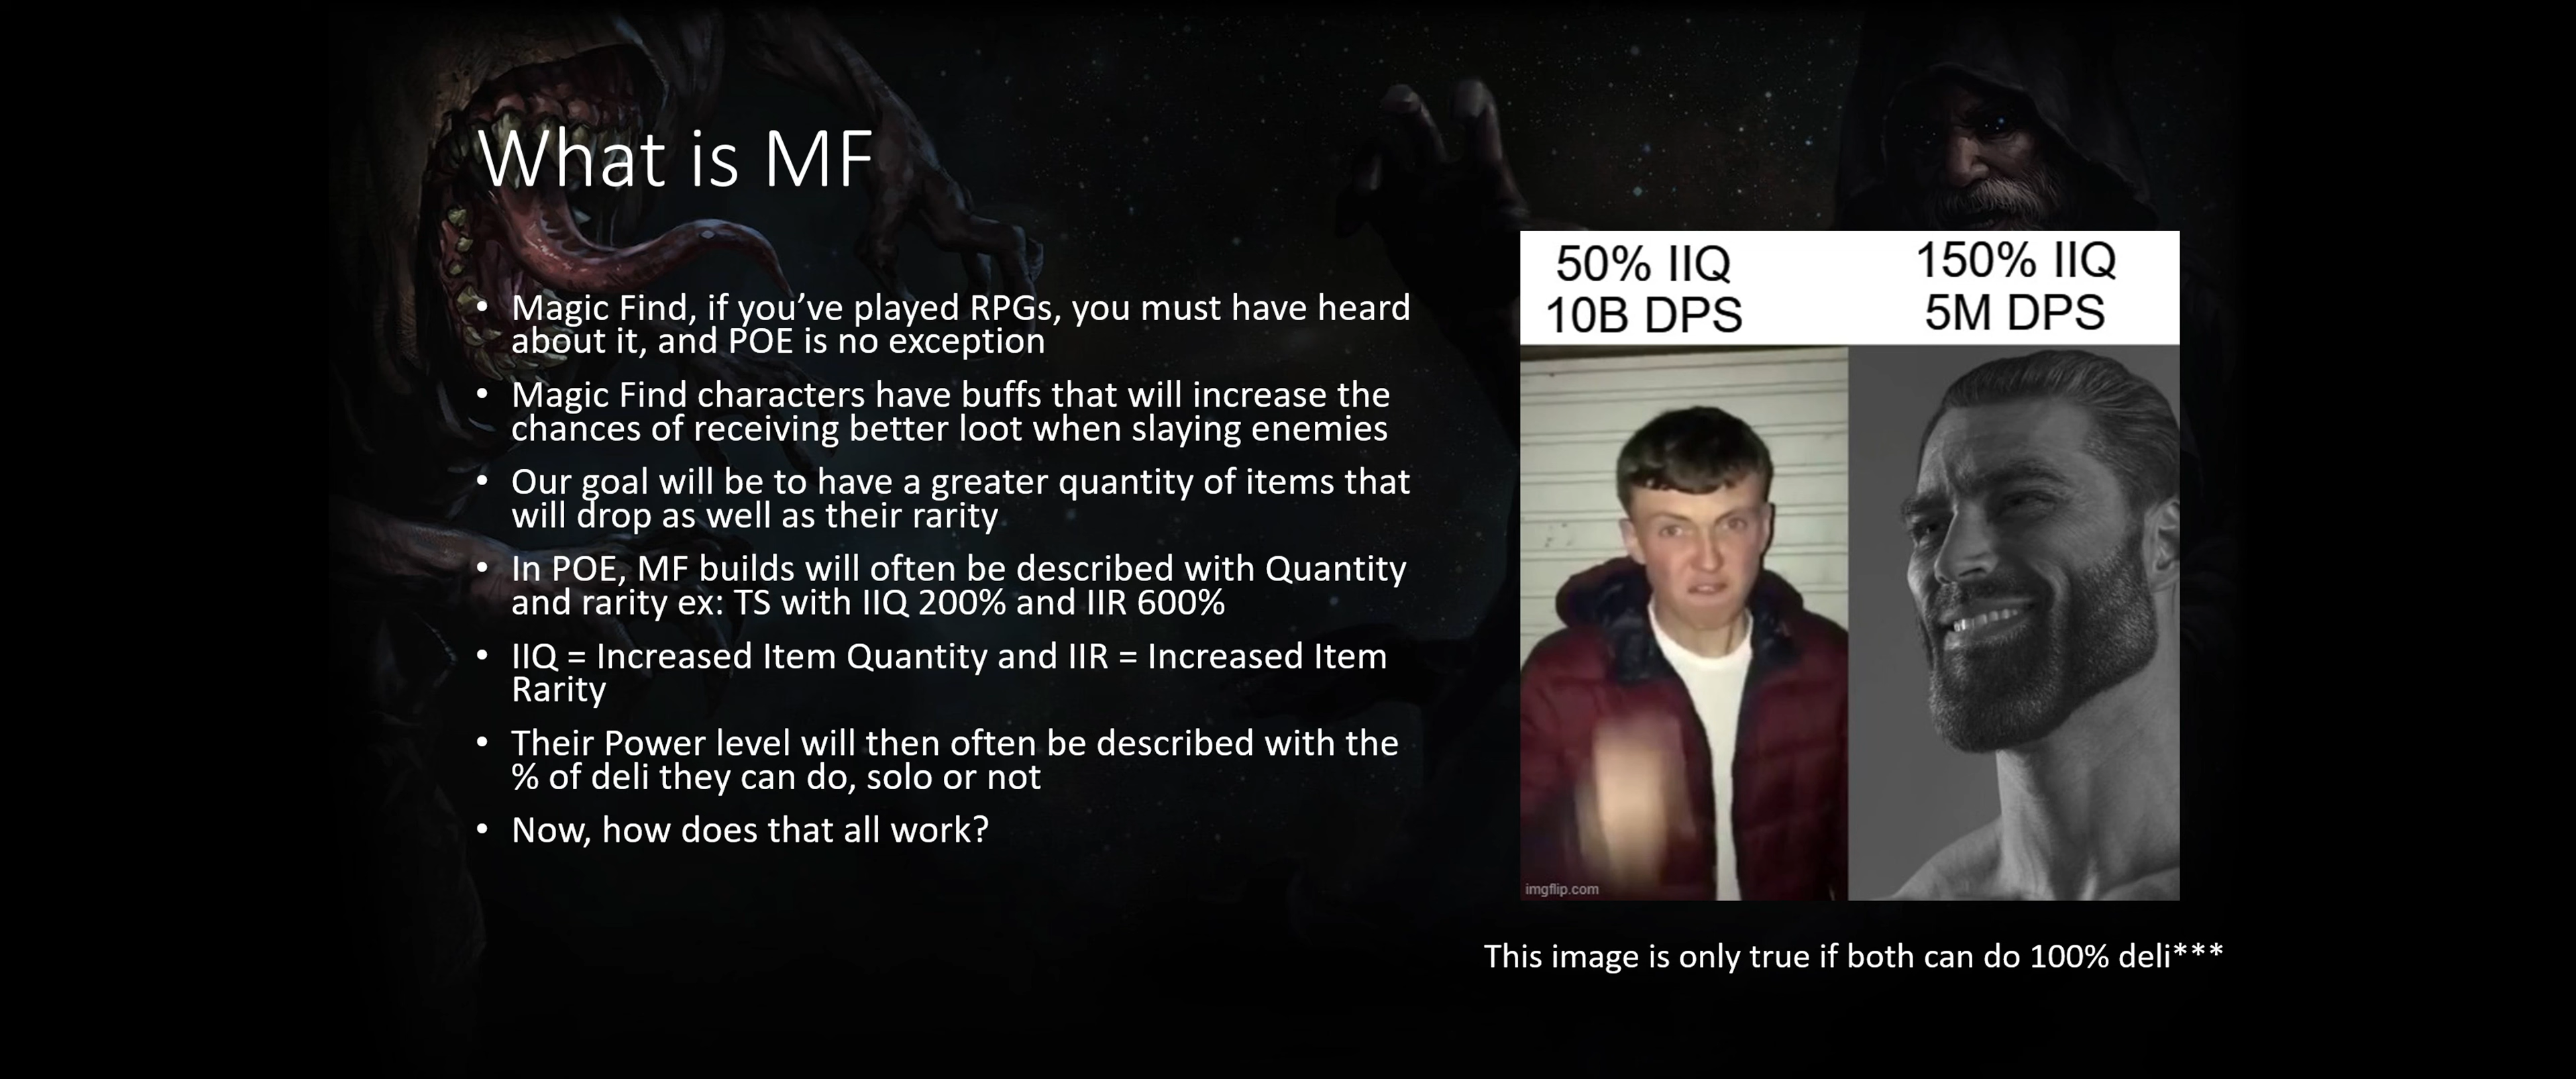 What is MF
• Magic Find, if you’ve played RPGs, you must have heard
about it, and POE is no exception
• Magic Find characters have buffs that will increase the
chances of receiving better loot when slaying enemies
• Our goal will be to have a greater quantity of items that
will drop as well as their rarity
• In POE, MF builds will often be described with Quantity
and rarity ex: TS with IIQ 200% and IIR 600%
• IIQ = Increased Item Quantity and IIR = Increased Item
Rarity
• Their Power level will then often be described with the
% of deli they can do, solo or not
• Now, how does that all work?
50% IIQ
10B DPS
150% IIQ
5M DPS
imgflip.com
This image is only true if both can do 100% deli***